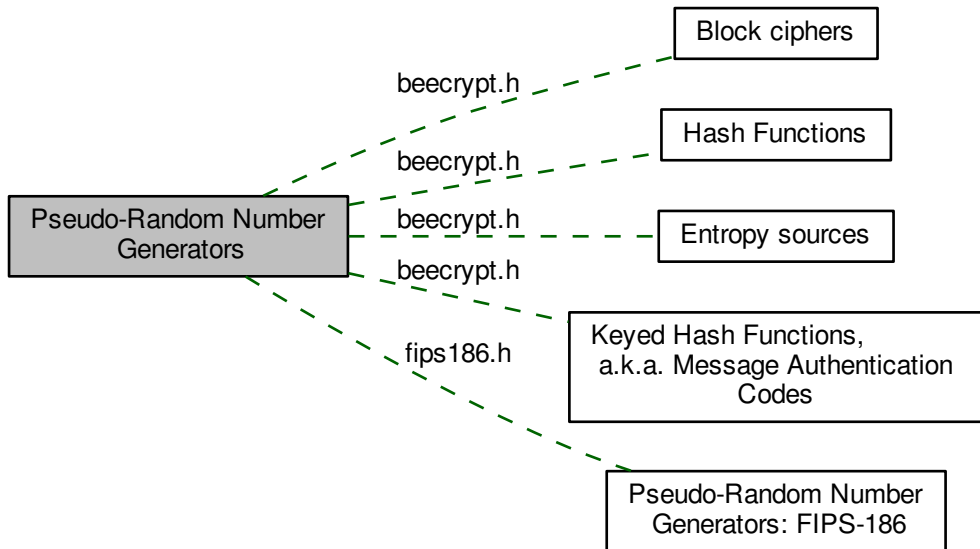 Block ciphers
beecrypt.h
Hash Functions
beecrypt.h
Pseudo-Random Number
Generators
beecrypt.h
Entropy sources
beecrypt.h
Keyed Hash Functions,
a.k.a. Message Authentication
Codes
fips186.h
Pseudo-Random Number
Generators: FIPS-186